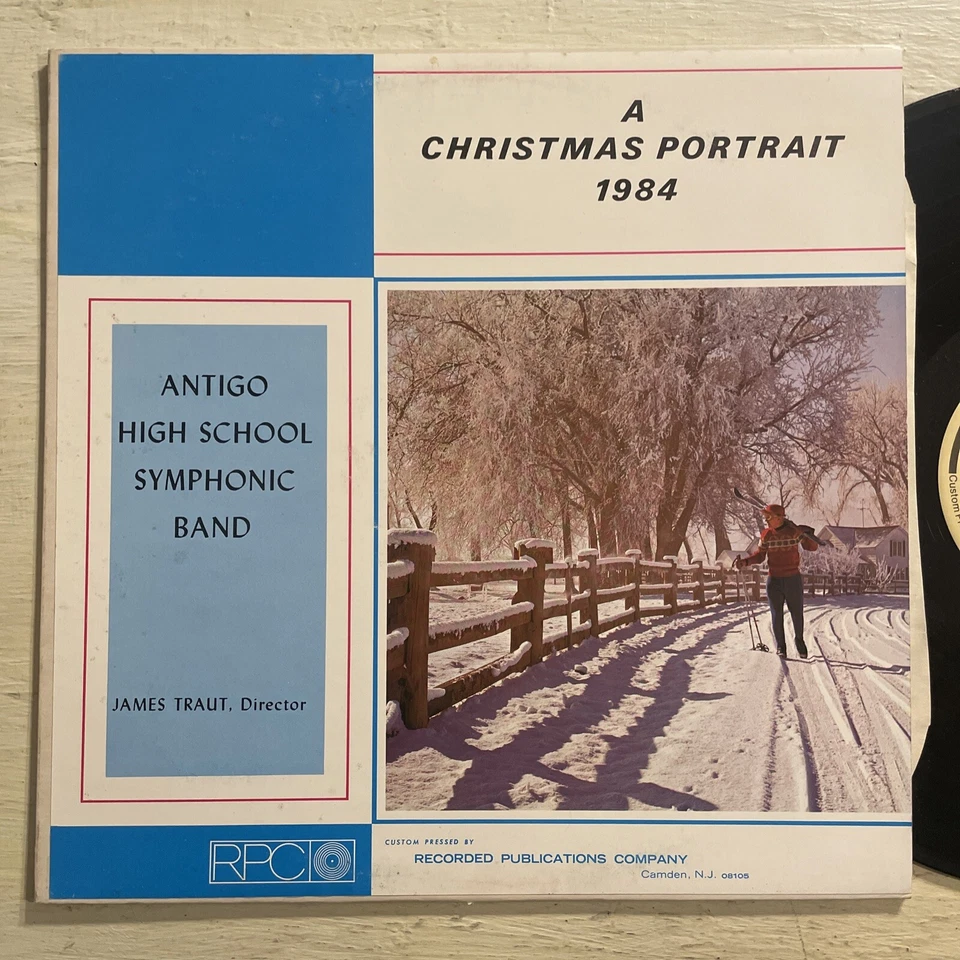 A
CHRISTMAS PORTRAIT
1984
ANTIGO
HIGH SCHOOL
SYMPHONIC
BAND
JAMES TRAUT, Director
RPC
CUSTOM PRESSED BY
RECORDED PUBLICATIONS COMPANY
Camden, N.J. 08105
Custom